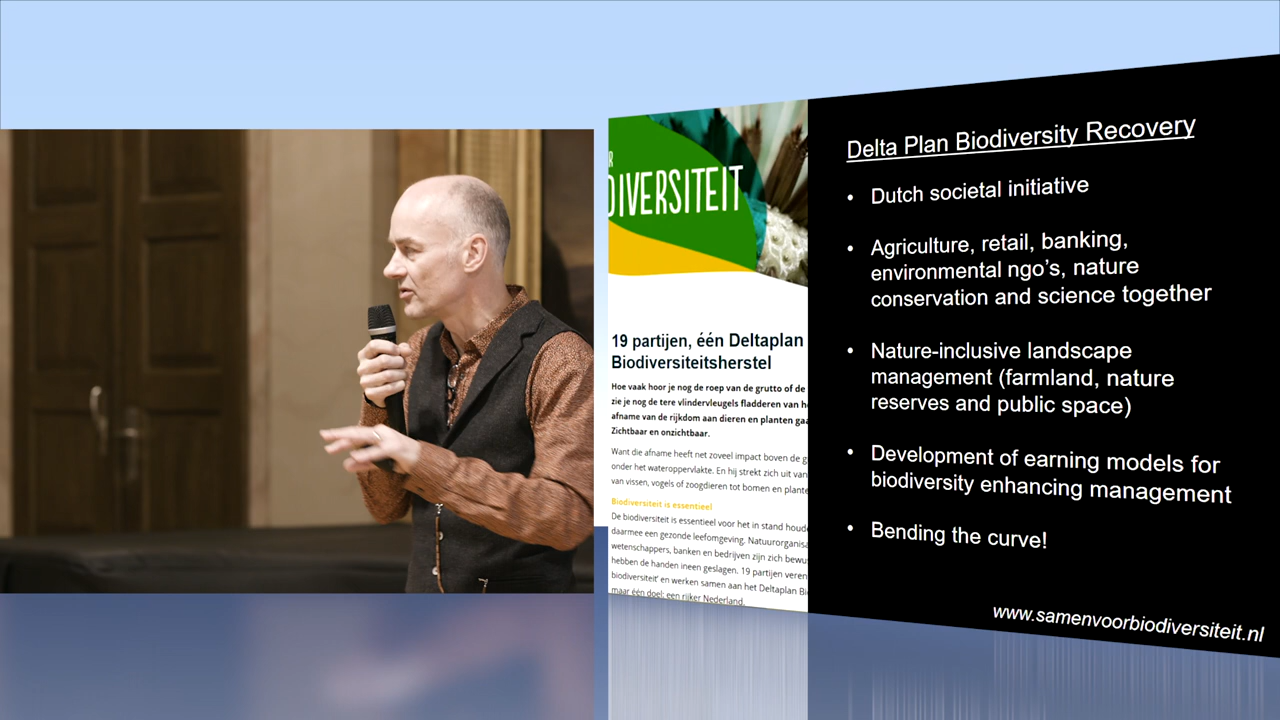 DIVERSITEIT
19 partijen, één Deltaplan
Biodiversiteitsherstel
Hoe vaak hoor je nog de roep van de grutto of de
zie je nog de tere vlindervleugels fladderen van
afname van de rijkdom aan dieren en planten
Zichtbaar en onzichtbaar.
Want die afname heeft net zoveel impact boven de
onder het wateroppervlakte. En hij strekt zich uit van
van vissen, vogels of zoogdieren tot bomen en
Biodiversiteit is essentieel
De biodiversiteit is essentieel voor het in stand
daarmee een gezonde leefomgeving.
wetenschappers, banken en bedrijven zijn zich
hebben de handen ineen geslagen. 19 partijen
biodiversiteit' en werken samen aan het Deltaplan
maar één doel: een rijker Nederland.
Delta Plan Biodiversity Recovery
• Dutch societal initiative
• Agriculture, retail, banking,
environmental ngo's, nature
conservation and science together
• Nature-inclusive landscape
management (farmland, nature
reserves and public space)
• Development of earning models for
biodiversity enhancing management
• Bending the curve!
www.samenvoorbiodiversiteit.nl